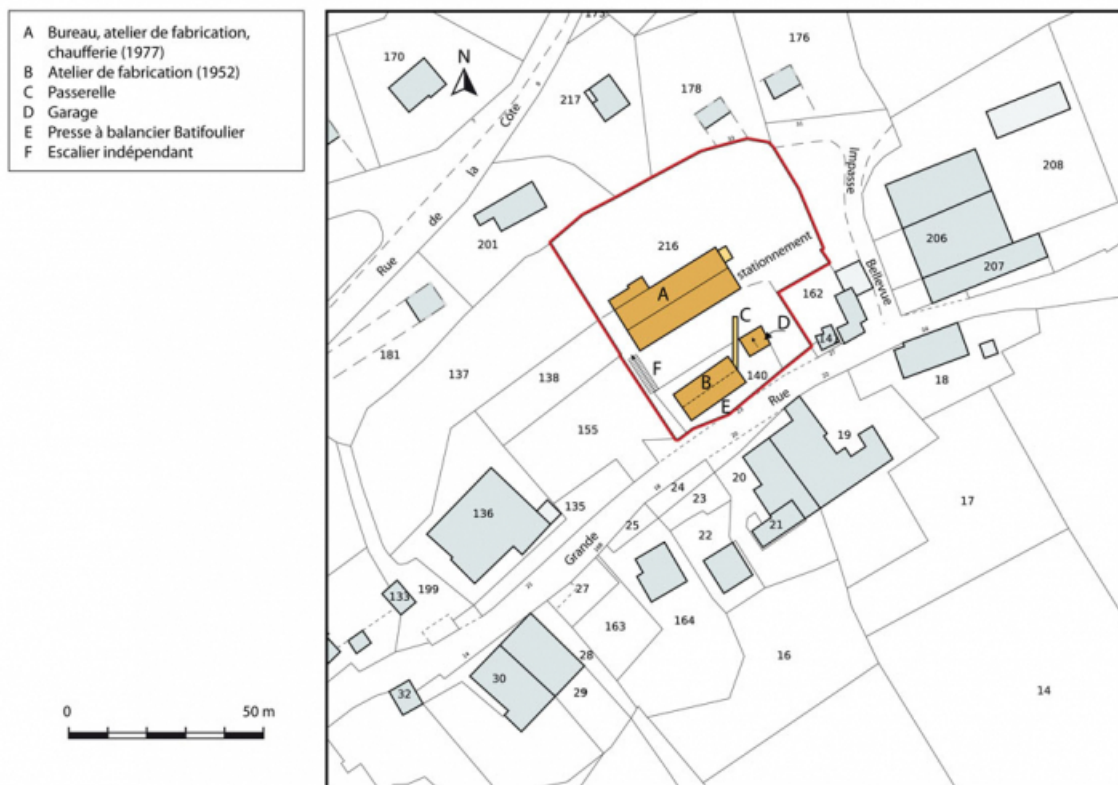 A Bureau, atelier de fabrication,
chaufferie (1977)
B Atelier de fabrication (1952)
C Passerelle
D Garage
E Presse à balancier Batifoulier
F Escalier indépendant
0 50 m
N
173
170
176
217
178
Rue de la Côte
Impasse Bellevue
208
201
216
206
stationnement
207
162
A
C
D
14
181
137
138
F
B
140
E
18
Rue
155
19
20
24
23
17
136
135
25
21
22
Grande
133
199
27
163
164
16
28
30
29
32
14